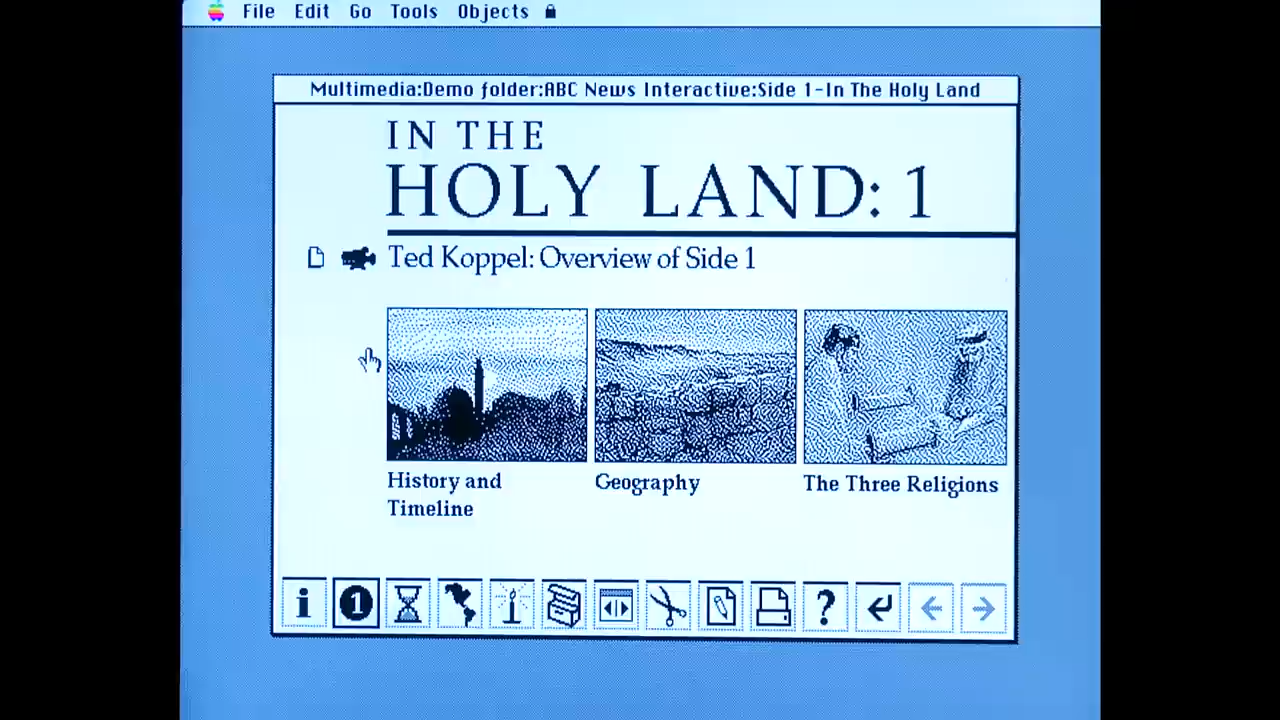 File Edit Go Tools Objects
Multimedia:Demo folder:ABC News Interactive:Side 1-In The Holy Land
IN THE
HOLY LAND: 1
Ted Koppel: Overview of Side 1
History and
Timeline
Geography
The Three Religions
i 1 ?